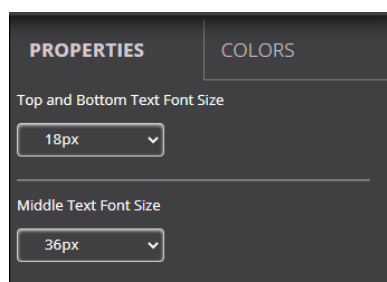 PROPERTIES COLORS
Top and Bottom Text Font Size
18px
Middle Text Font Size
36px